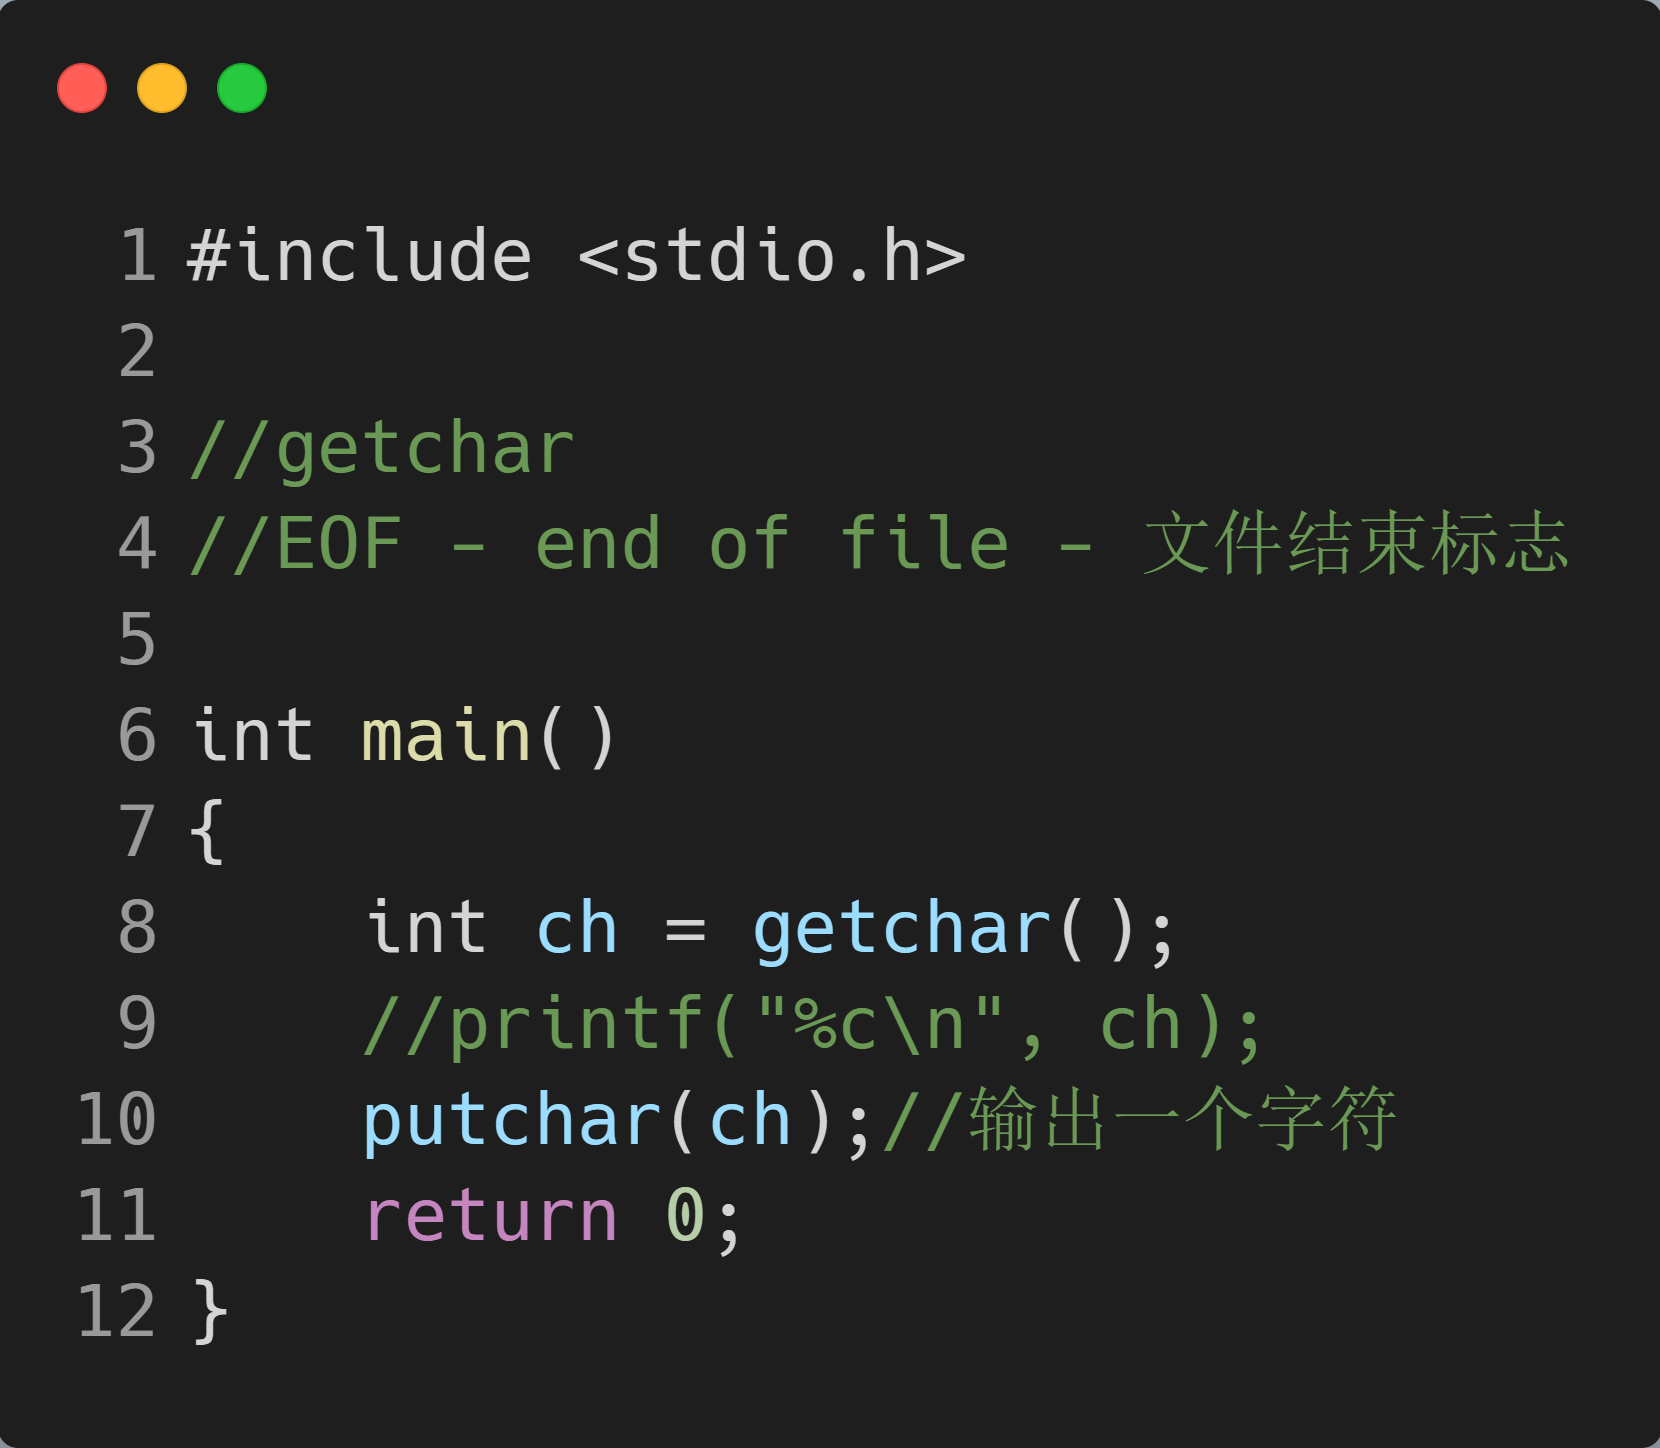 1 #include <stdio.h>
2
3 //getchar
4 //EOF - end of file - 文件结束标志
5
6 int main()
7 {
8     int ch = getchar();
9     //printf("%c\n", ch);
10     putchar(ch);//输出一个字符
11     return 0;
12 }